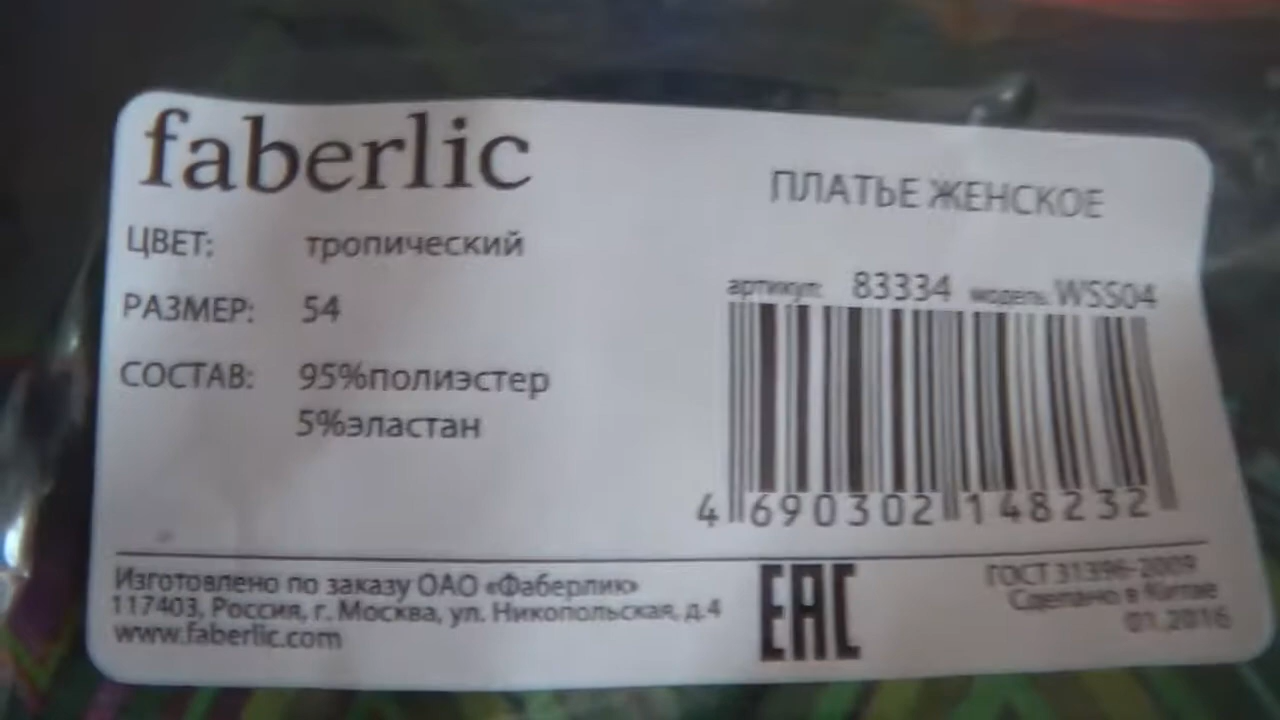 faberlic
ПЛАТЬЕ ЖЕНСКОЕ
ЦВЕТ: тропический
РАЗМЕР: 54
СОСТАВ: 95%полиэстер
5%эластан
артикул: 83334 модель: WSS04
4 690302 148232
Изготовлено по заказу ОАО «Фаберлик»
117403, Россия, г. Москва, ул. Никопольская, д.4
www.faberlic.com
EAC
ГОСТ 31396-2009
Сделано в Китае
01.2016